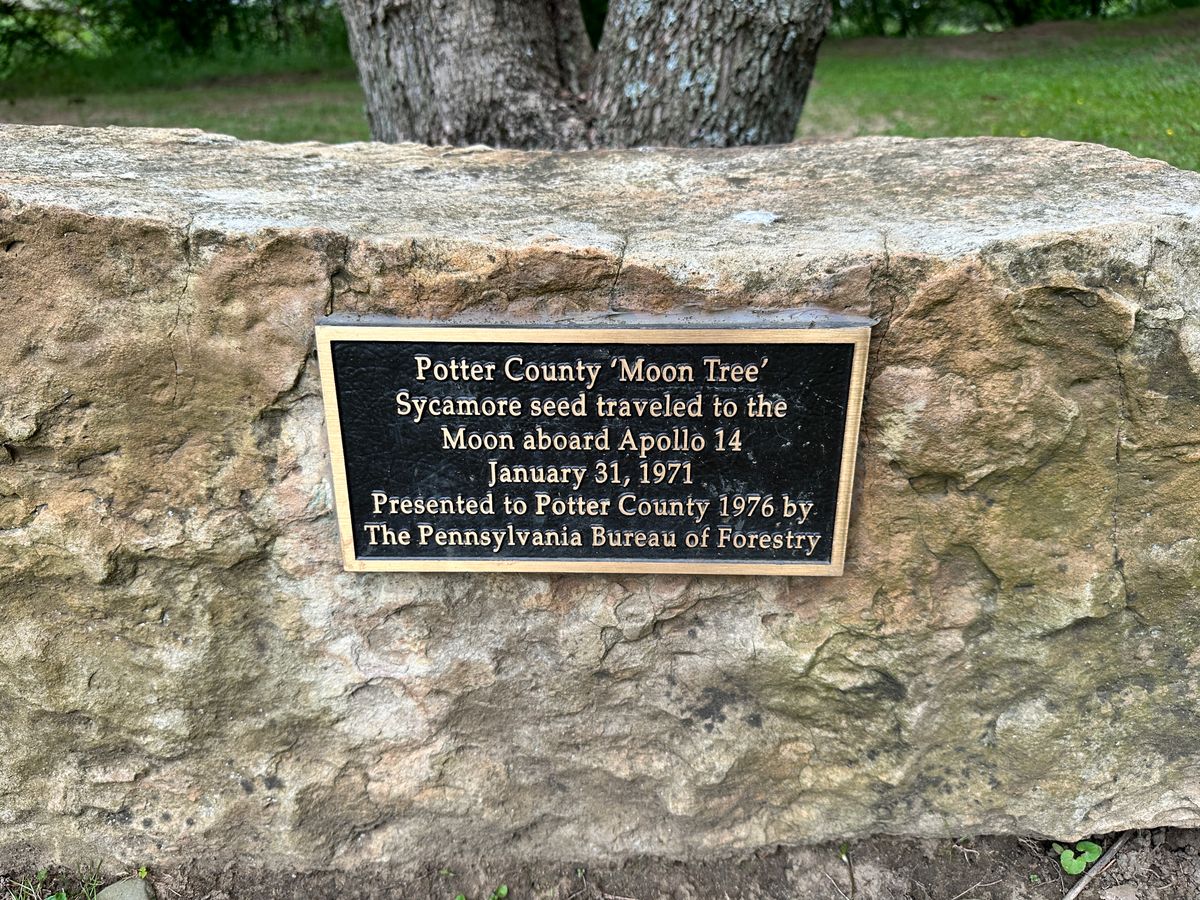 Potter County ‘Moon Tree’
Sycamore seed traveled to the
Moon aboard Apollo 14
January 31, 1971
Presented to Potter County 1976 by
The Pennsylvania Bureau of Forestry